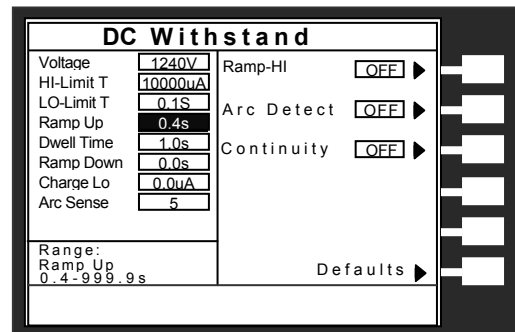 DC Withstand
Voltage 1240V
HI-Limit T 10000uA
LO-Limit T 0.1S
Ramp Up 0.4s
Dwell Time 1.0s
Ramp Down 0.0s
Charge Lo 0.0uA
Arc Sense 5
Ramp-HI OFF
Arc Detect OFF
Continuity OFF
Range:
Ramp Up
0.4-999.9s
Defaults